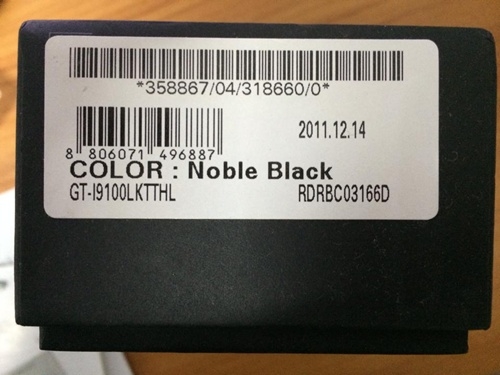 *358867/04/318660/0*
2011.12.14
8 806071 496887
COLOR : Noble Black
GT-I9100LKTTHL RDRBC03166D